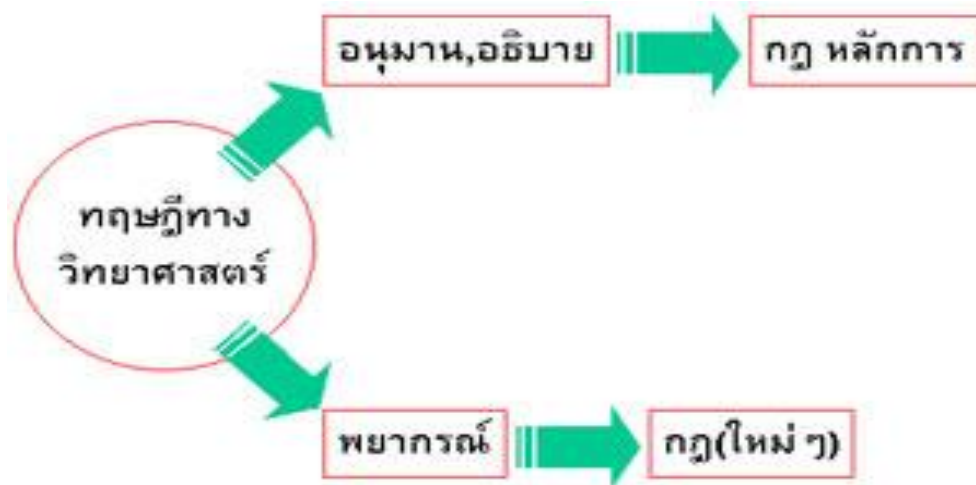 อนุมาน,อธิบาย
กฎ หลักการ
ทฤษฎีทาง
วิทยาศาสตร์
พยากรณ์
กฎ(ใหม่ ๆ)